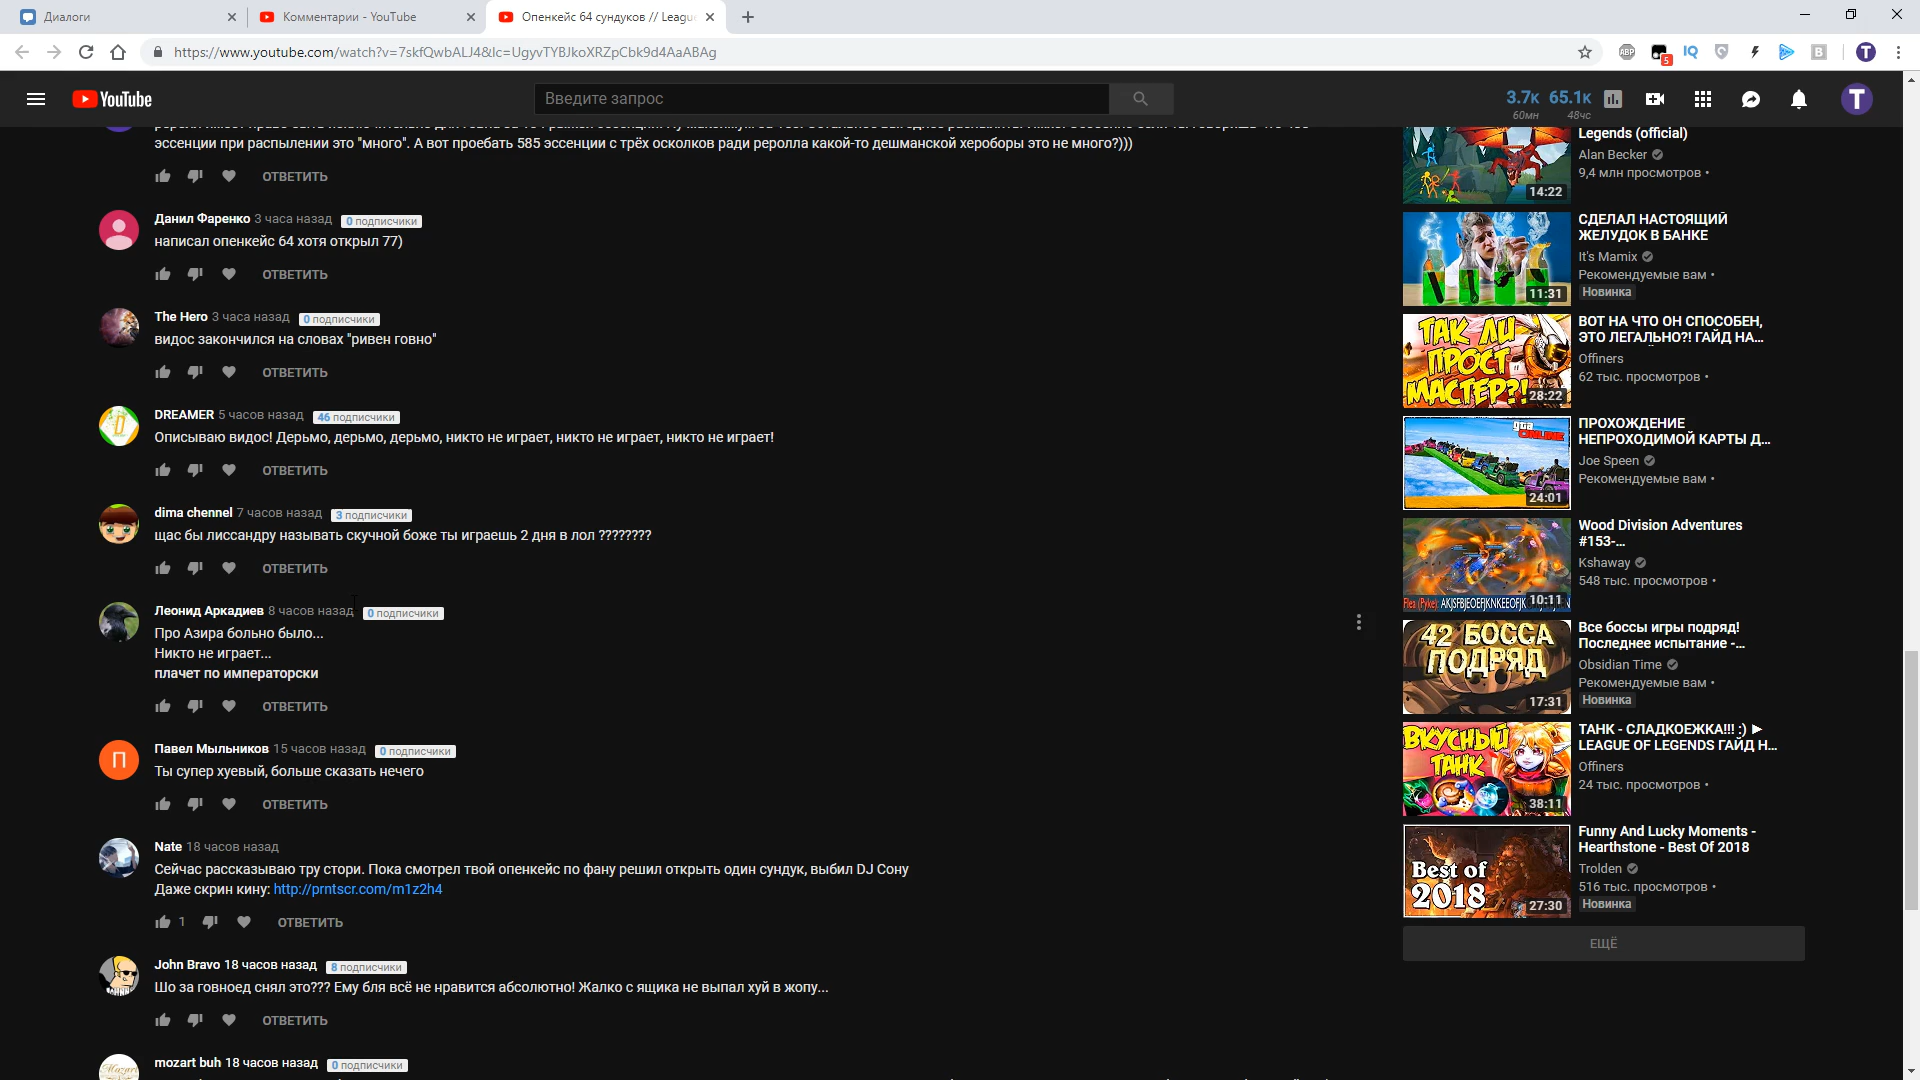 Диалоги
Комментарии - YouTube
Опенкейс 64 сундуков // Leagu
https://www.youtube.com/watch?v=7skfQwbALJ4&lc=UgyvTYBJkoXRZpCbk9d4AaABAg
ABP
5
IQ
B
T
YouTube
Введите запрос
3.7к 65.1к
60мн 48чс
T
эссенции при распылении это "много". А вот проебать 585 эссенции с трёх осколков ради реролла какой-то дешманской хероборы это не много?)))
ОТВЕТИТЬ
Данил Фаренко 3 часа назад 0 подписчики
написал опенкейс 64 хотя открыл 77)
ОТВЕТИТЬ
The Hero 3 часа назад 0 подписчики
видос закончился на словах "ривен говно"
ОТВЕТИТЬ
DREAMER 5 часов назад 46 подписчики
Описываю видос! Дерьмо, дерьмо, дерьмо, никто не играет, никто не играет, никто не играет!
ОТВЕТИТЬ
dima chennel 7 часов назад 3 подписчики
щас бы лиссандру называть скучной боже ты играешь 2 дня в лол ????????
ОТВЕТИТЬ
Леонид Аркадиев 8 часов назад 0 подписчики
Про Азира больно было...
Никто не играет...
плачет по императорски
ОТВЕТИТЬ
П
Павел Мыльников 15 часов назад 0 подписчики
Ты супер хуевый, больше сказать нечего
ОТВЕТИТЬ
Nate 18 часов назад
Сейчас рассказываю тру стори. Пока смотрел твой опенкейс по фану решил открыть один сундук, выбил DJ Сону
Даже скрин кину: http://prntscr.com/m1z2h4
1 ОТВЕТИТЬ
John Bravo 18 часов назад 8 подписчики
Шо за говноед снял это??? Ему бля всё не нравится абсолютно! Жалко с ящика не выпал хуй в жопу...
ОТВЕТИТЬ
mozart buh 18 часов назад 0 подписчики
14:22
Legends (official)
Alan Becker
9,4 млн просмотров •
11:31
СДЕЛАЛ НАСТОЯЩИЙ
ЖЕЛУДОК В БАНКЕ
It's Mamix
Рекомендуемые вам •
Новинка
ТАК ЛИ
ПРОСТ
МАСТЕР?!
28:22
ВОТ НА ЧТО ОН СПОСОБЕН,
ЭТО ЛЕГАЛЬНО?! ГАЙД НА...
Offiners
62 тыс. просмотров •
gta
ONLINE
24:01
ПРОХОЖДЕНИЕ
НЕПРОХОДИМОЙ КАРТЫ Д...
Joe Speen
Рекомендуемые вам •
Flea (Pyke):
10:11
Wood Division Adventures
#153-...
Kshaway
548 тыс. просмотров •
42 БОССА
ПОДРЯД
17:31
Все боссы игры подряд!
Последнее испытание -...
Obsidian Time
Рекомендуемые вам •
Новинка
ВКУСНЫЙ
ТАНК
38:11
ТАНК - СЛАДКОЕЖКА!!! :) ►
LEAGUE OF LEGENDS ГАЙД Н...
Offiners
24 тыс. просмотров •
Best of
2018
27:30
Funny And Lucky Moments -
Hearthstone - Best Of 2018
Trolden
516 тыс. просмотров •
Новинка
ЕЩЁ